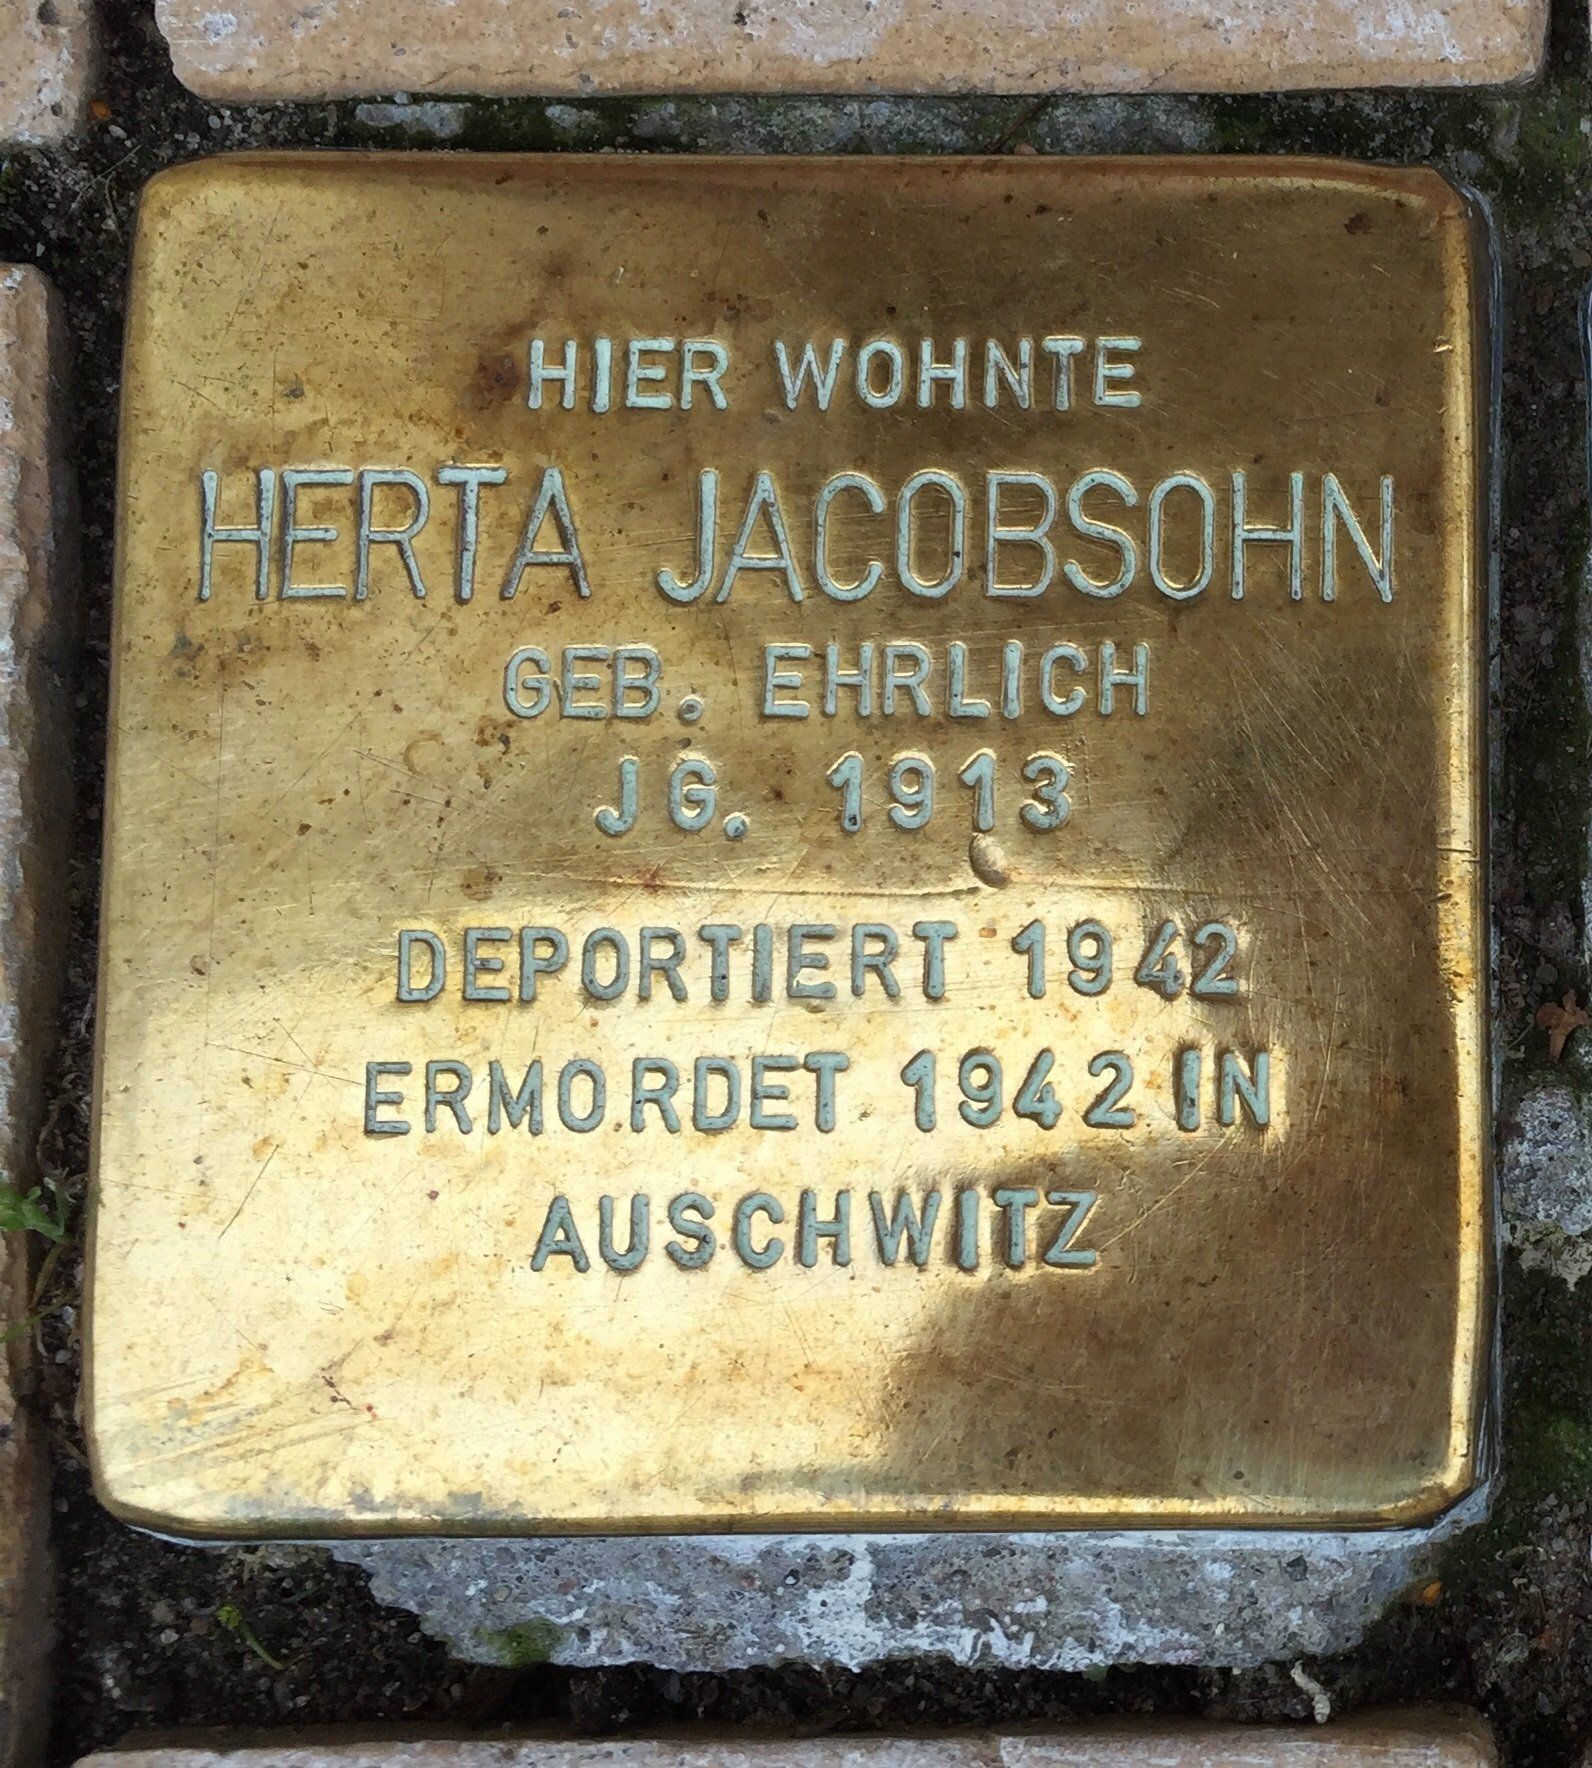 HIER WOHNTE
HERTA JACOBSOHN
GEB. EHRLICH
JG. 1913
DEPORTIERT 1942
ERMORDET 1942 IN
AUSCHWITZ